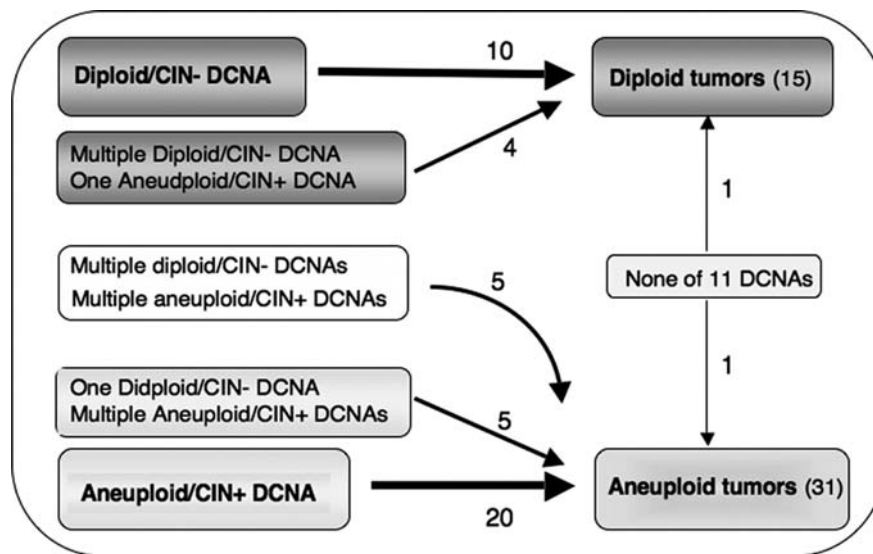 Diploid/CIN- DCNA
10
Diploid tumors (15)
Multiple Diploid/CIN- DCNA
One Aneudploid/CIN+ DCNA
4
1
Multiple diploid/CIN- DCNAs
Multiple aneuploid/CIN+ DCNAs
5
None of 11 DCNAs
One Didploid/CIN- DCNA
Multiple Aneuploid/CIN+ DCNAs
5
1
Aneuploid/CIN+ DCNA
20
Aneuploid tumors (31)